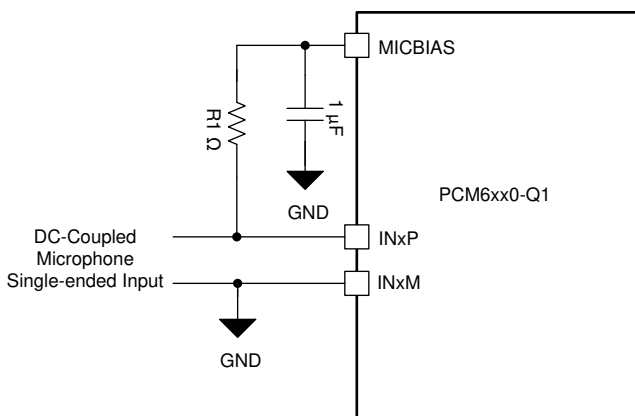 MICBIAS
R1 Ω
1 µF
GND
PCM6xx0-Q1
DC-Coupled
Microphone
Single-ended Input
INxP
INxM
GND